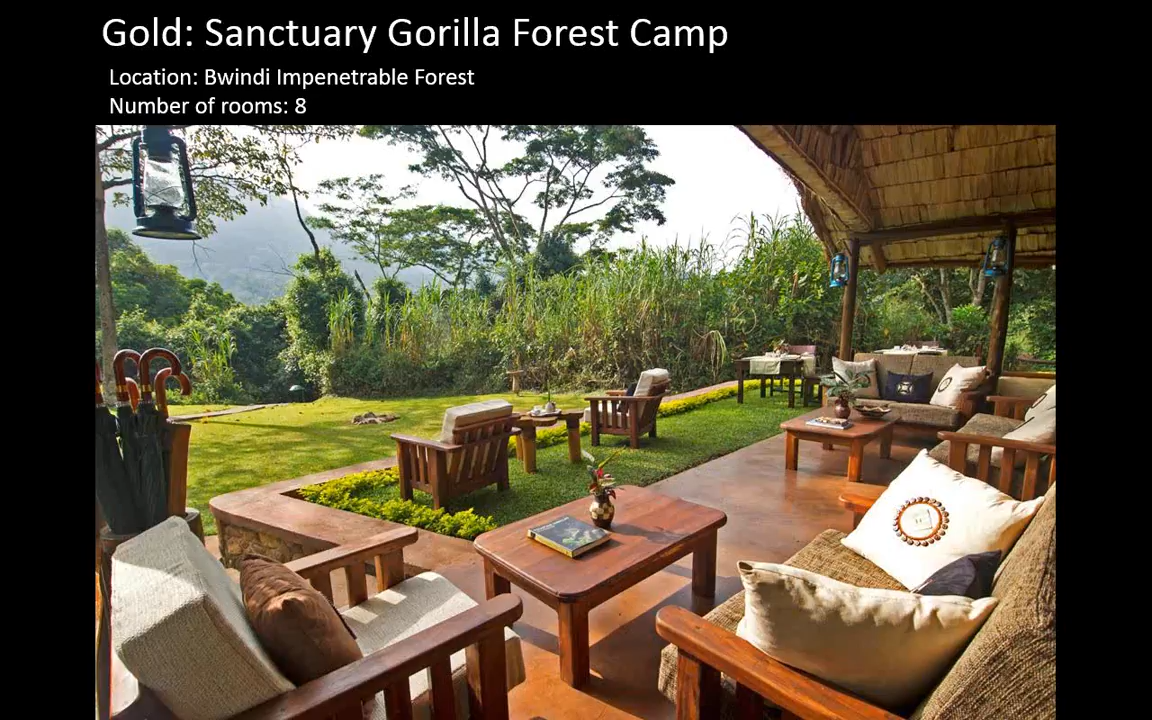 Gold: Sanctuary Gorilla Forest Camp
Location: Bwindi Impenetrable Forest
Number of rooms: 8